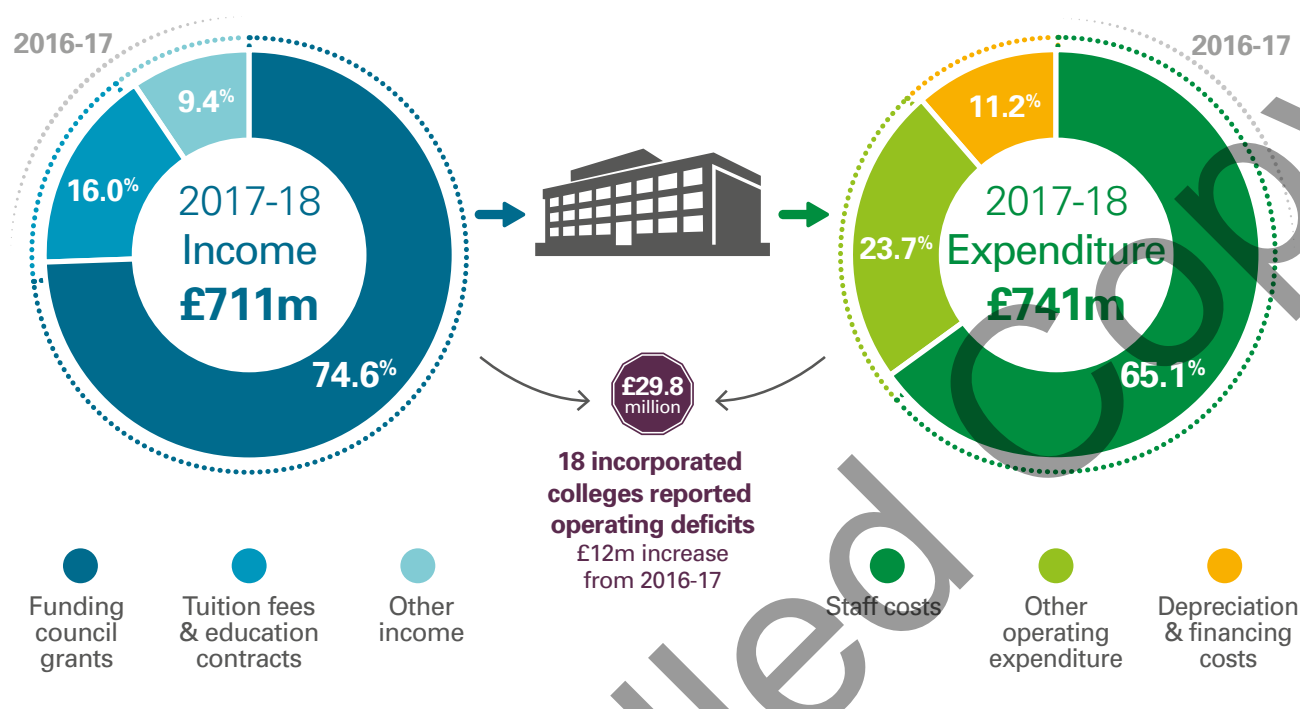 2016-17
9.4%
16.0%
2017-18
Income
£711m
74.6%
2016-17
11.2%
23.7%
2017-18
Expenditure
£741m
65.1%
£29.8
million
18 incorporated
colleges reported
operating deficits
£12m increase
from 2016-17
Funding
council
grants
Tuition fees
& education
contracts
Other
income
Staff costs
Other
operating
expenditure
Depreciation
& financing
costs